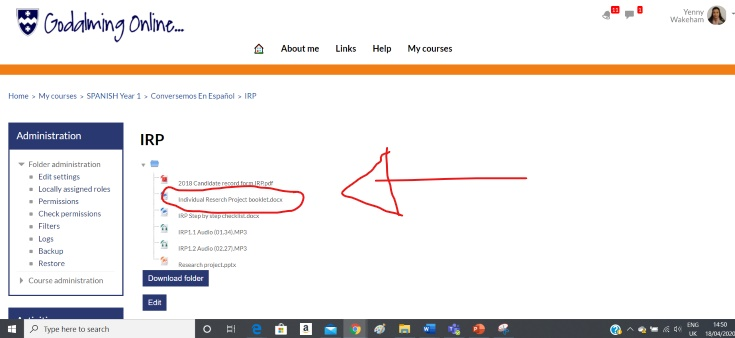 Godalming Online...
11
3
Yenny
Wakeham
About me Links Help My courses
Home > My courses > SPANISH Year 1 > Conversemos En Español > IRP
Administration
Folder administration
Edit settings
Locally assigned roles
Permissions
Check permissions
Filters
Logs
Backup
Restore
Course administration
IRP
2018 Candidate record form IRP.pdf
Individual Reserch Project booklet.docx
IRP Step by step checklist.docx
IRP1.1 Audio (01.34).MP3
IRP1.2 Audio (02.27).MP3
Research project.pptx
Download folder
Edit
Type here to search
ENG
UK
14:50
18/04/2020